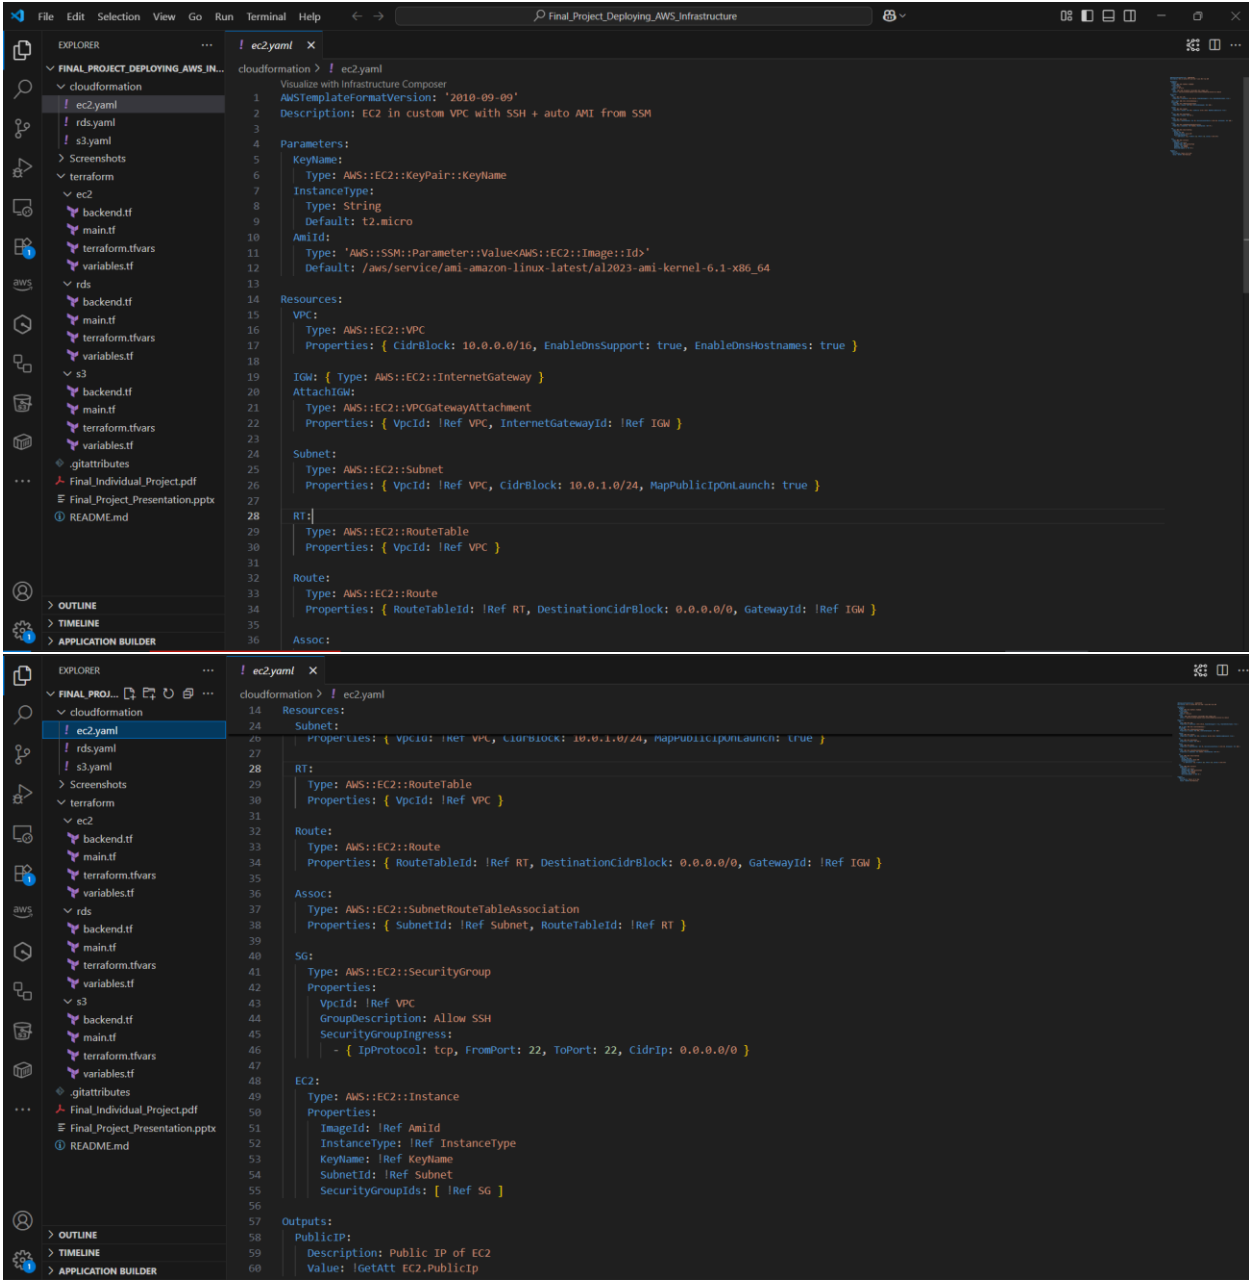 File Edit Selection View Go Run Terminal Help
Final_Project_Deploying_AWS_Infrastructure
EXPLORER
FINAL_PROJECT_DEPLOYING_AWS_IN...
cloudformation
ec2.yaml
rds.yaml
s3.yaml
Screenshots
terraform
ec2
backend.tf
main.tf
terraform.tfvars
variables.tf
rds
backend.tf
main.tf
terraform.tfvars
variables.tf
s3
backend.tf
main.tf
terraform.tfvars
variables.tf
.gitattributes
Final_Individual_Project.pdf
Final_Project_Presentation.pptx
README.md
OUTLINE
TIMELINE
APPLICATION BUILDER
aws
1
1
! ec2.yaml
cloudformation > ! ec2.yaml
Visualize with Infrastructure Composer
1 AWSTemplateFormatVersion: '2010-09-09'
2 Description: EC2 in custom VPC with SSH + auto AMI from SSM
3
4 Parameters:
5 KeyName:
6 Type: AWS::EC2::KeyPair::KeyName
7 InstanceType:
8 Type: String
9 Default: t2.micro
10 AmiId:
11 Type: 'AWS::SSM::Parameter::Value<AWS::EC2::Image::Id>'
12 Default: /aws/service/ami-amazon-linux-latest/al2023-ami-kernel-6.1-x86_64
13
14 Resources:
15 VPC:
16 Type: AWS::EC2::VPC
17 Properties: { CidrBlock: 10.0.0.0/16, EnableDnsSupport: true, EnableDnsHostnames: true }
18
19 IGW: { Type: AWS::EC2::InternetGateway }
20 AttachIGW:
21 Type: AWS::EC2::VPCGatewayAttachment
22 Properties: { VpcId: !Ref VPC, InternetGatewayId: !Ref IGW }
23
24 Subnet:
25 Type: AWS::EC2::Subnet
26 Properties: { VpcId: !Ref VPC, CidrBlock: 10.0.1.0/24, MapPublicIpOnLaunch: true }
27
28 RT:
29 Type: AWS::EC2::RouteTable
30 Properties: { VpcId: !Ref VPC }
31
32 Route:
33 Type: AWS::EC2::Route
34 Properties: { RouteTableId: !Ref RT, DestinationCidrBlock: 0.0.0.0/0, GatewayId: !Ref IGW }
35
36 Assoc:
EXPLORER
FINAL_PROJ...
cloudformation
ec2.yaml
rds.yaml
s3.yaml
Screenshots
terraform
ec2
backend.tf
main.tf
terraform.tfvars
variables.tf
rds
backend.tf
main.tf
terraform.tfvars
variables.tf
s3
backend.tf
main.tf
terraform.tfvars
variables.tf
.gitattributes
Final_Individual_Project.pdf
Final_Project_Presentation.pptx
README.md
OUTLINE
TIMELINE
APPLICATION BUILDER
aws
1
1
! ec2.yaml
cloudformation > ! ec2.yaml
14 Resources:
24 Subnet:
26 Properties: { VpcId: !Ref VPC, CidrBlock: 10.0.1.0/24, MapPublicIpOnLaunch: true }
27
28 RT:
29 Type: AWS::EC2::RouteTable
30 Properties: { VpcId: !Ref VPC }
31
32 Route:
33 Type: AWS::EC2::Route
34 Properties: { RouteTableId: !Ref RT, DestinationCidrBlock: 0.0.0.0/0, GatewayId: !Ref IGW }
35
36 Assoc:
37 Type: AWS::EC2::SubnetRouteTableAssociation
38 Properties: { SubnetId: !Ref Subnet, RouteTableId: !Ref RT }
39
40 SG:
41 Type: AWS::EC2::SecurityGroup
42 Properties:
43 VpcId: !Ref VPC
44 GroupDescription: Allow SSH
45 SecurityGroupIngress:
46 - { IpProtocol: tcp, FromPort: 22, ToPort: 22, CidrIp: 0.0.0.0/0 }
47
48 EC2:
49 Type: AWS::EC2::Instance
50 Properties:
51 ImageId: !Ref AmiId
52 InstanceType: !Ref InstanceType
53 KeyName: !Ref KeyName
54 SubnetId: !Ref Subnet
55 SecurityGroupIds: [ !Ref SG ]
56
57 Outputs:
58 PublicIP:
59 Description: Public IP of EC2
60 Value: !GetAtt EC2.PublicIp